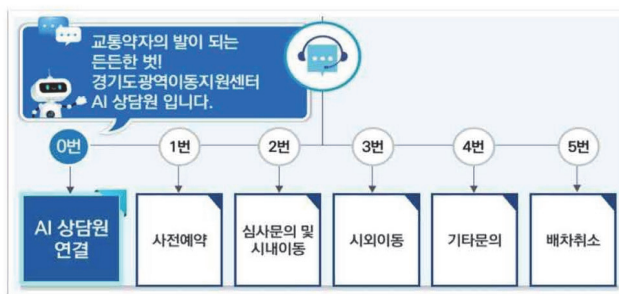 교통약자의 발이 되는
든든한 벗!
경기도광역이동지원센터
AI 상담원 입니다.
0번
1번
2번
3번
4번
5번
AI 상담원
연결
사전예약
심사문의 및
시내이동
시외이동
기타문의
배차취소